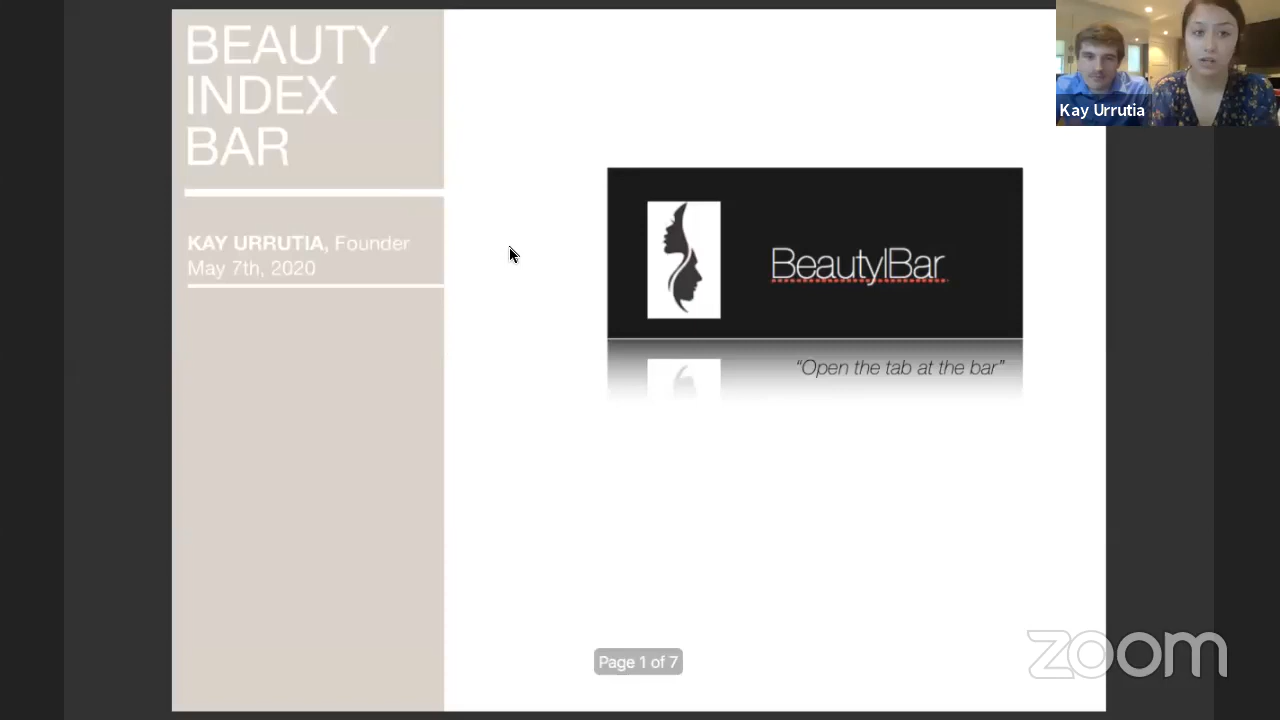 BEAUTY
INDEX
BAR
KAY URRUTIA, Founder
May 7th, 2020
BeautyIBar
“Open the tab at the bar”
Page 1 of 7
Kay Urrutia
zoom